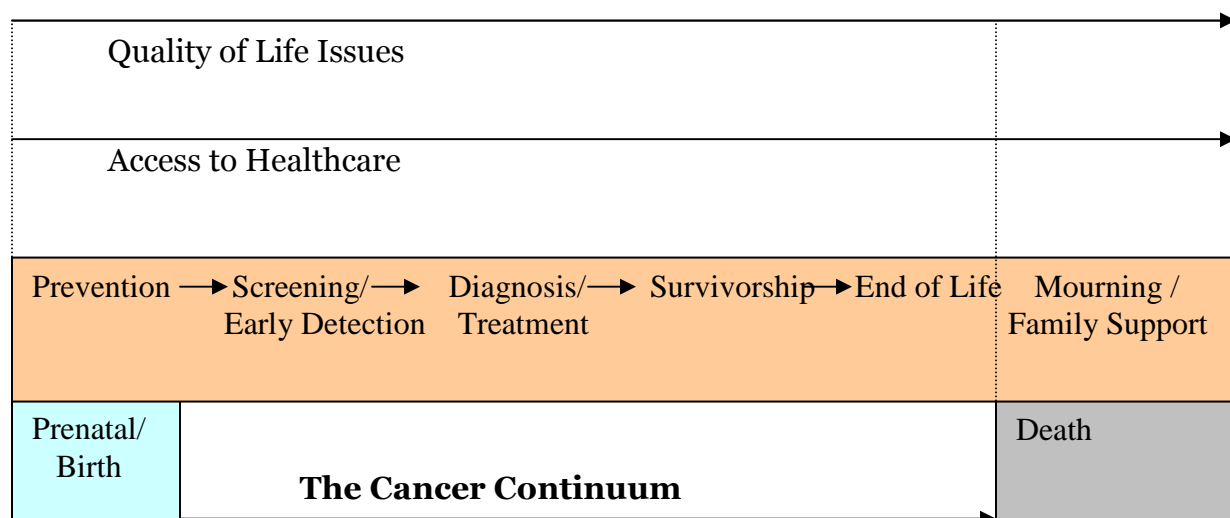 Quality of Life Issues
Access to Healthcare
Prevention Screening/ Diagnosis/ Survivorship End of Life Mourning /
Early Detection Treatment Family Support
Prenatal/ Death
Birth
The Cancer Continuum